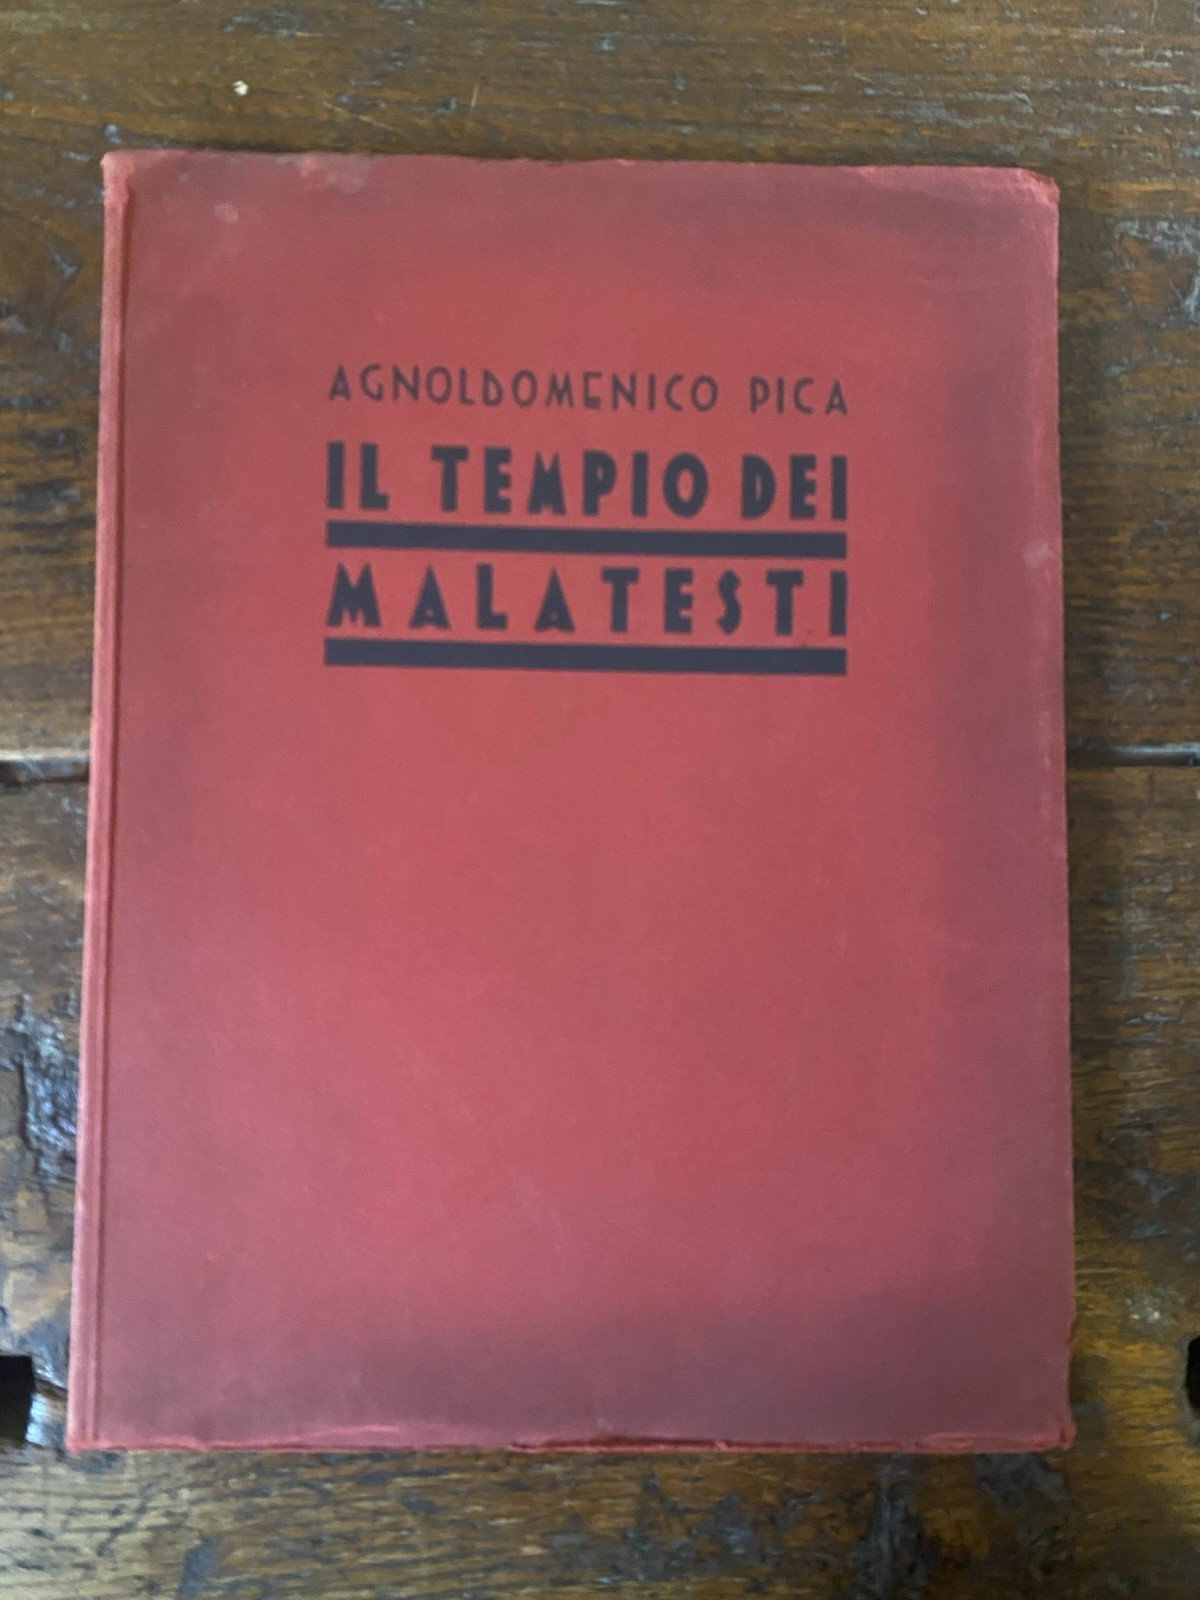 AGNOLDOMENICO PICA
IL TEMPIO DEI
MALATESTI